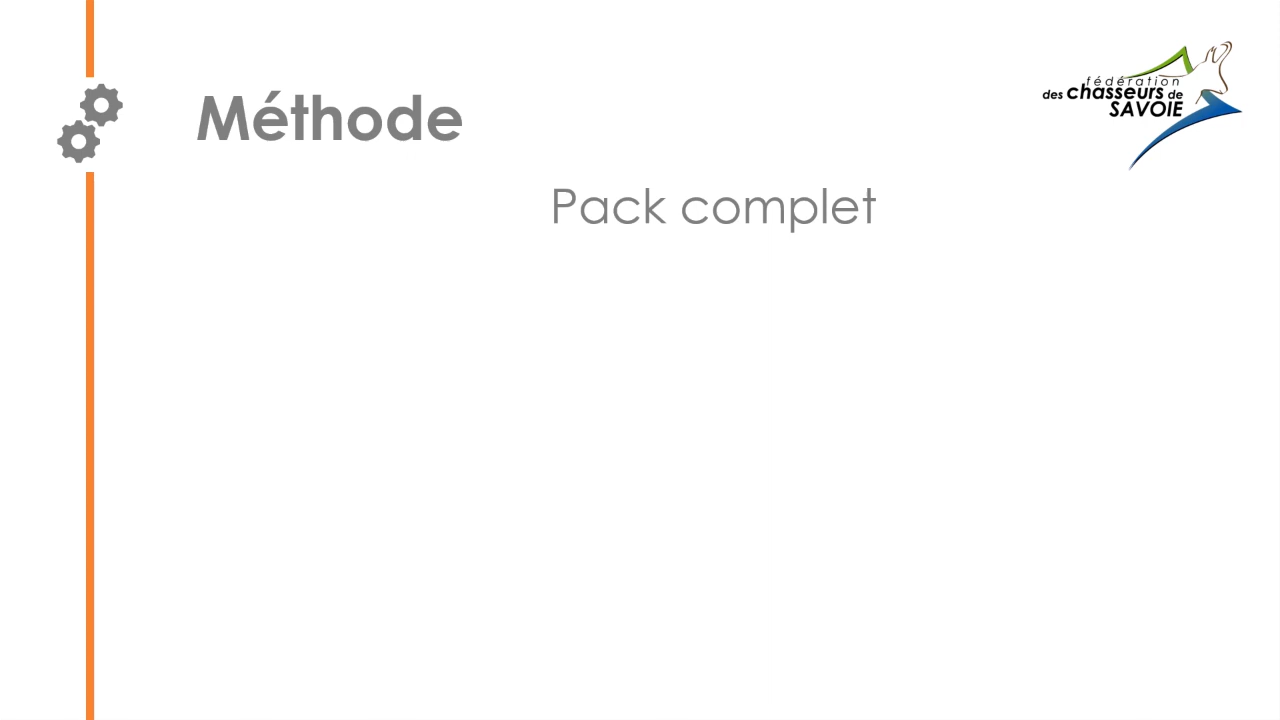 Méthode
fédération
des chasseurs de
SAVOIE
Pack complet